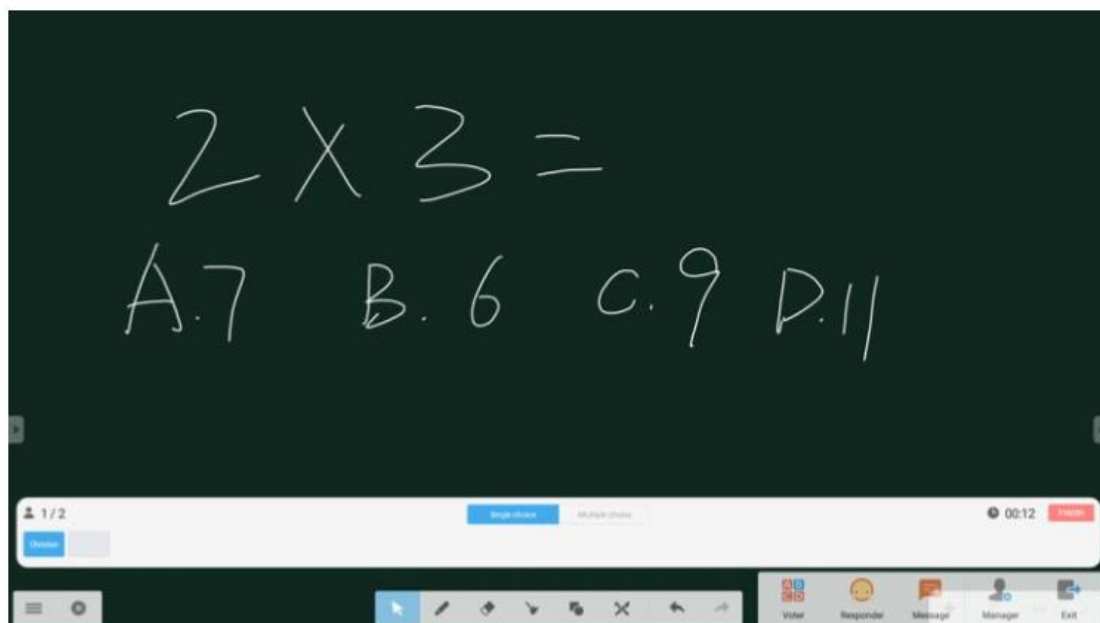 2 X 3 =
A. 7 B. 6 C. 9 D. 11
1 / 2
Single choice Multiple choice
00:12
Voter Responder Message Manager Exit